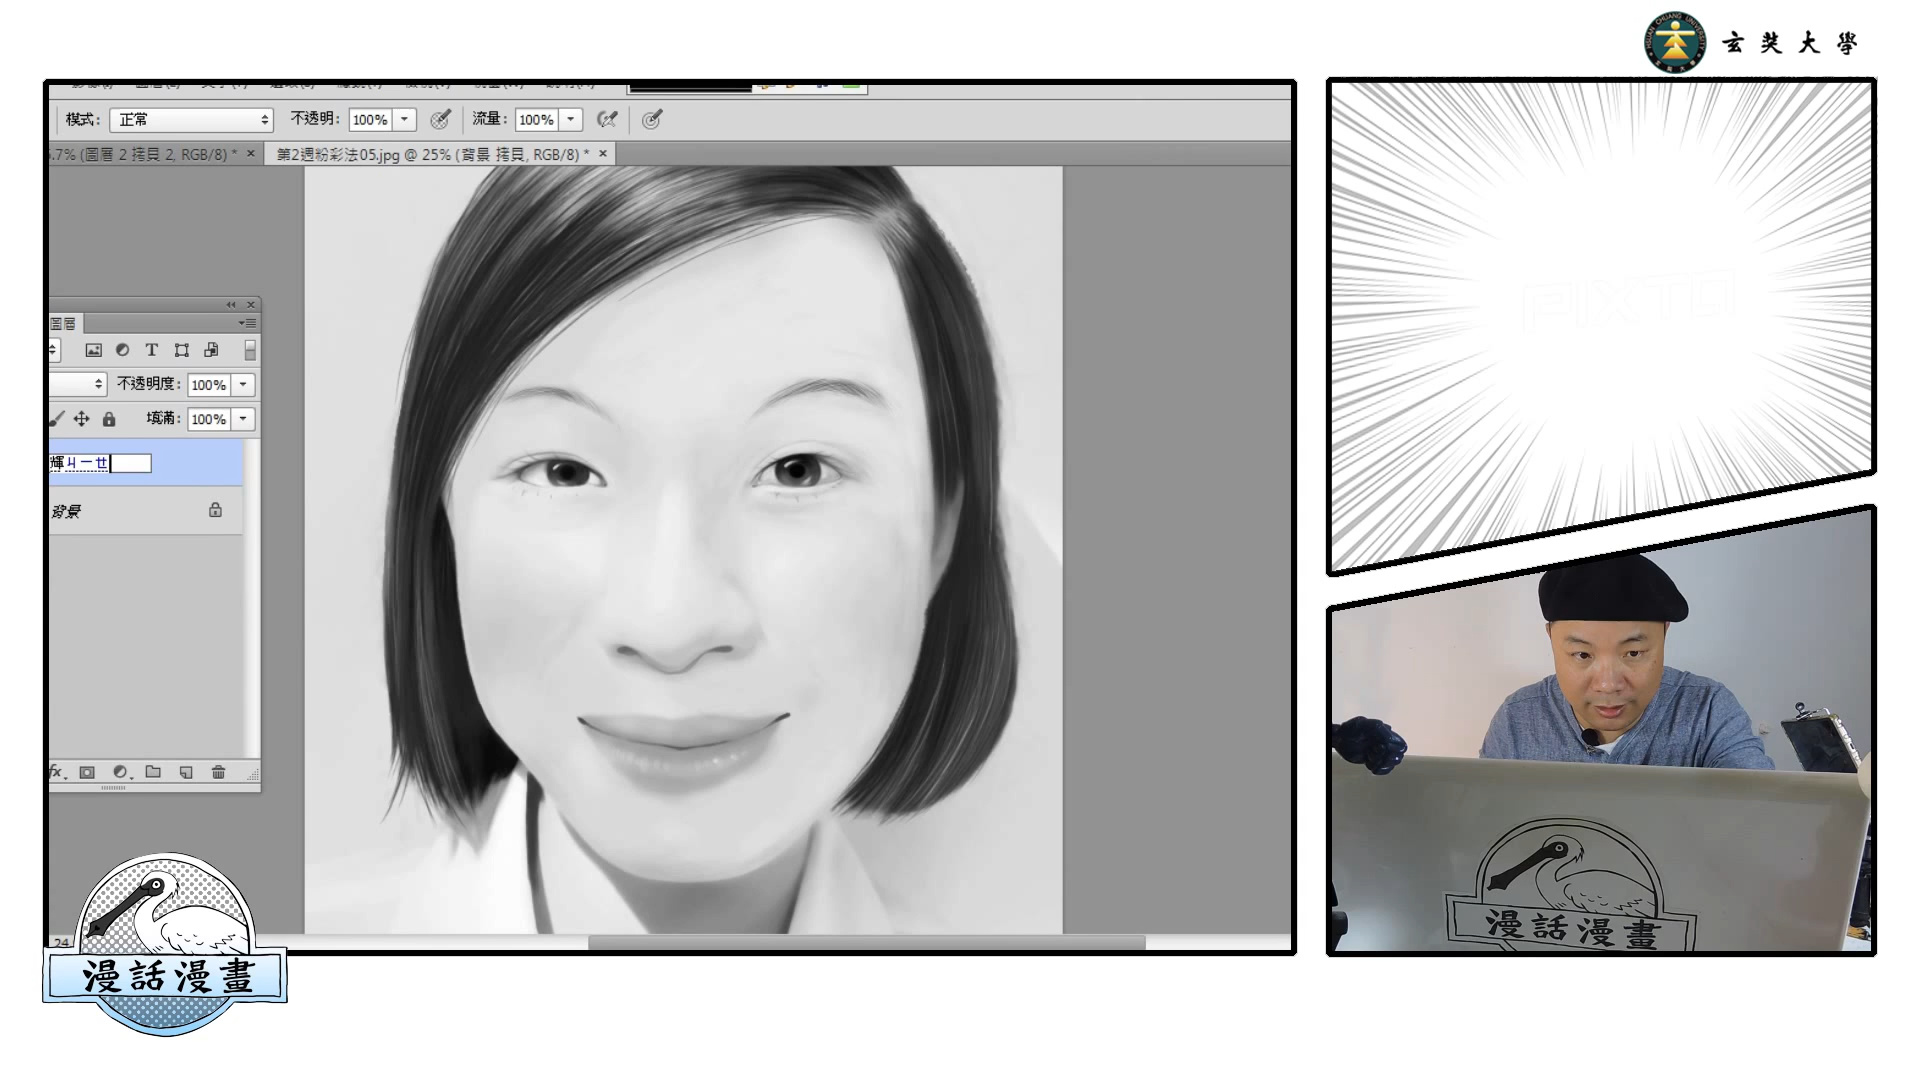 玄奘大學
模式: 正常 不透明: 100% 流量: 100%
.7% (圖層 2 拷貝 2, RGB/8) * × 第2週粉彩法05.jpg @ 25% (背景 拷貝, RGB/8) * ×
圖層
不透明度: 100%
填滿: 100%
輝ㄐㄧㄝ
背景
fx
24
漫話漫畫
漫話漫畫